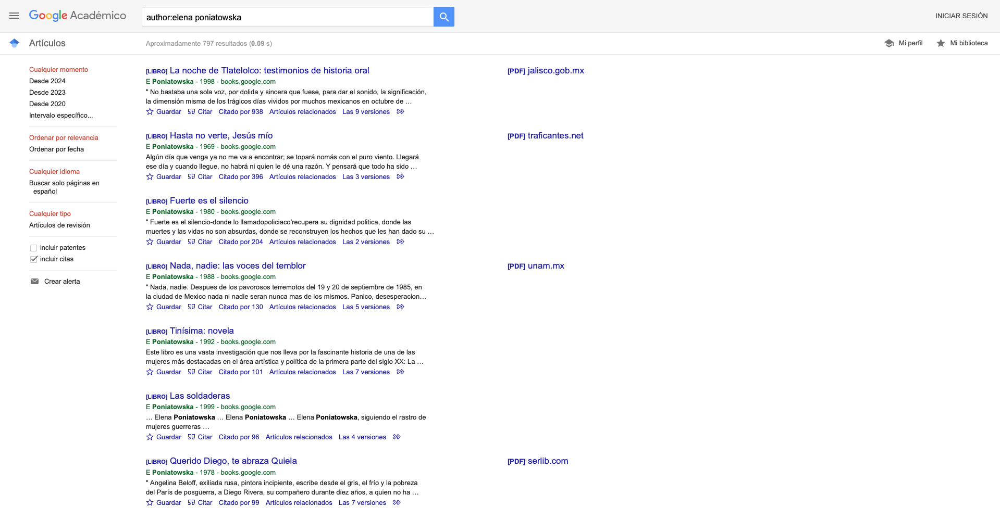 Google Académico
author:elena poniatowska
INICIAR SESIÓN
Artículos
Aproximadamente 797 resultados (0.09 s)
Mi perfil
Mi biblioteca
Cualquier momento
Desde 2024
Desde 2023
Desde 2020
Intervalo específico...
Ordenar por relevancia
Ordenar por fecha
Cualquier idioma
Buscar solo páginas en
español
Cualquier tipo
Artículos de revisión
incluir patentes
incluir citas
Crear alerta
[LIBRO] La noche de Tlatelolco: testimonios de historia oral
E Poniatowska - 1998 - books.google.com
" No bastaba una sola voz, por dolida y sincera que fuese, para dar el sonido, la significación,
la dimensión misma de los trágicos días vividos por muchos mexicanos en octubre de …
Guardar Citar Citado por 938 Artículos relacionados Las 9 versiones
[PDF] jalisco.gob.mx
[LIBRO] Hasta no verte, Jesús mío
E Poniatowska - 1969 - books.google.com
Algún día que venga ya no me va a encontrar; se topará nomás con el puro viento. Llegará
ese día y cuando llegue, no habrá ni quien le dé una razón. Y pensará que todo ha sido …
Guardar Citar Citado por 396 Artículos relacionados Las 3 versiones
[PDF] traficantes.net
[LIBRO] Fuerte es el silencio
E Poniatowska - 1980 - books.google.com
" Fuerte es el silencio-donde lo llamadopoliciaco'recupera su dignidad politica, donde las
muertes y las vidas no son absurdas, donde se reconstruyen los hechos que les han dado su …
Guardar Citar Citado por 204 Artículos relacionados Las 2 versiones
[LIBRO] Nada, nadie: las voces del temblor
E Poniatowska - 1988 - books.google.com
" Nada, nadie. Despues de los pavorosos terremotos del 19 y 20 de septiembre de 1985, en
la ciudad de Mexico nada ni nadie seran nunca mas de los mismos. Panico, desesperacion…
Guardar Citar Citado por 130 Artículos relacionados Las 5 versiones
[PDF] unam.mx
[LIBRO] Tinísima: novela
E Poniatowska - 1992 - books.google.com
Este libro es una vasta investigación que nos lleva por la fascinante historia de una de las
mujeres más destacadas en el área artística y política de la primera parte del siglo XX: La …
Guardar Citar Citado por 101 Artículos relacionados Las 7 versiones
[LIBRO] Las soldaderas
E Poniatowska - 1999 - books.google.com
… Elena Poniatowska … Elena Poniatowska … Elena Poniatowska, siguiendo el rastro de
mujeres guerreras …
Guardar Citar Citado por 96 Artículos relacionados Las 4 versiones
[LIBRO] Querido Diego, te abraza Quiela
E Poniatowska - 1978 - books.google.com
" Angelina Beloff, exiliada rusa, pintora incipiente, escribe desde el gris, el frío y la pobreza
del París de posguerra, a Diego Rivera, su compañero durante diez años, a quien no ha …
Guardar Citar Citado por 99 Artículos relacionados Las 7 versiones
[PDF] serlib.com